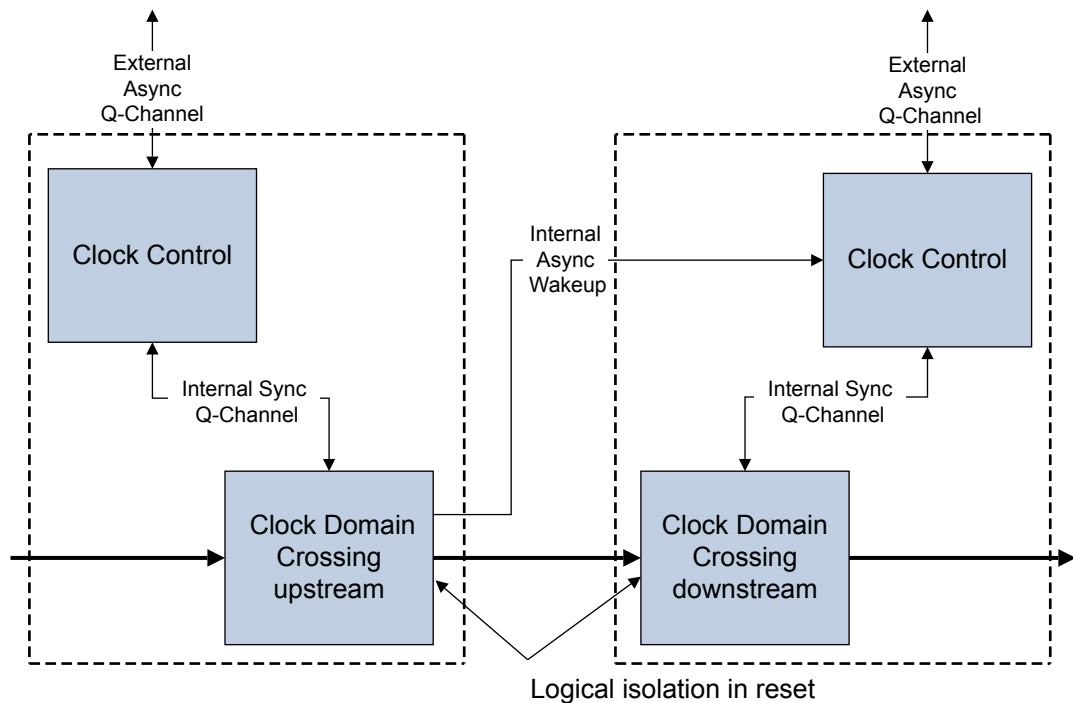 External
Async
Q-Channel
External
Async
Q-Channel
Clock Control
Internal
Async
Wakeup
Clock Control
Internal Sync
Q-Channel
Internal Sync
Q-Channel
Clock Domain
Crossing
upstream
Clock Domain
Crossing
downstream
Logical isolation in reset